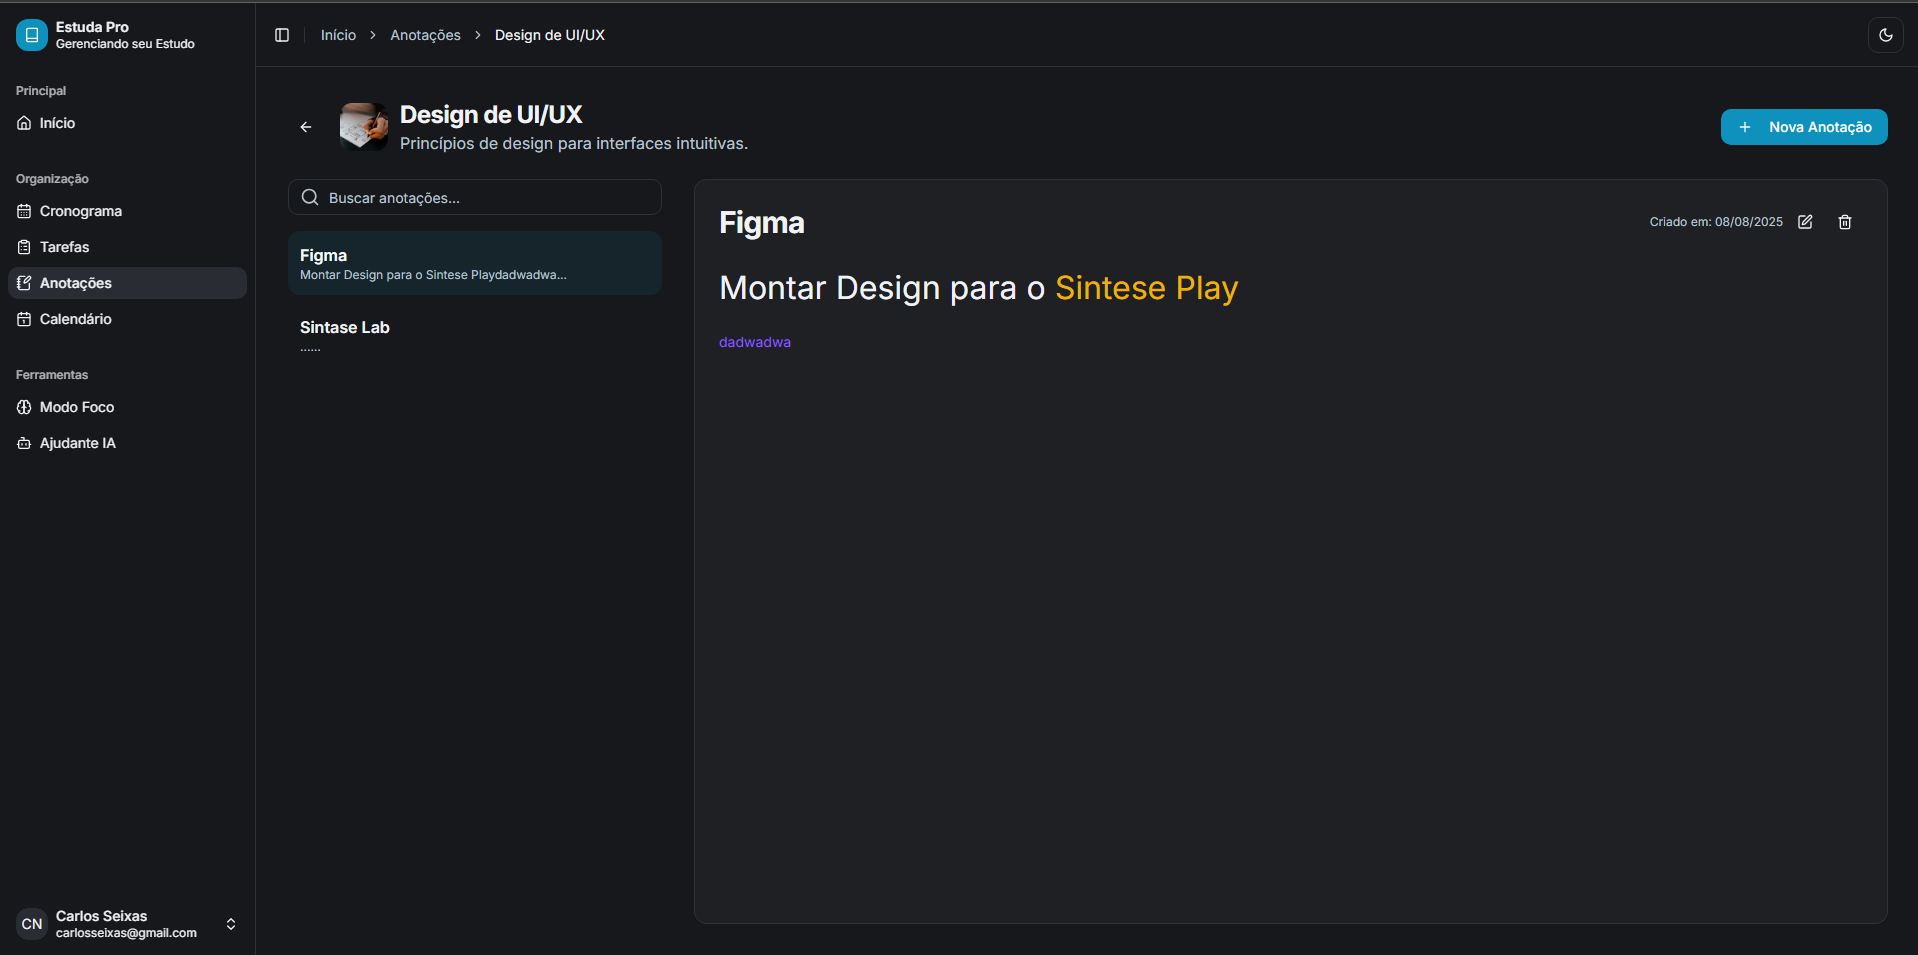 Estuda Pro
Gerenciando seu Estudo
Principal
Início
Organização
Cronograma
Tarefas
Anotações
Calendário
Ferramentas
Modo Foco
Ajudante IA
CN
Carlos Seixas
carlosseixas@gmail.com
Início > Anotações > Design de UI/UX
Design de UI/UX
Princípios de design para interfaces intuitivas.
+ Nova Anotação
Buscar anotações...
Figma
Montar Design para o Sintese Playdadwadwa...
Sintase Lab
......
Figma
Criado em: 08/08/2025
Montar Design para o Sintese Play
dadwadwa